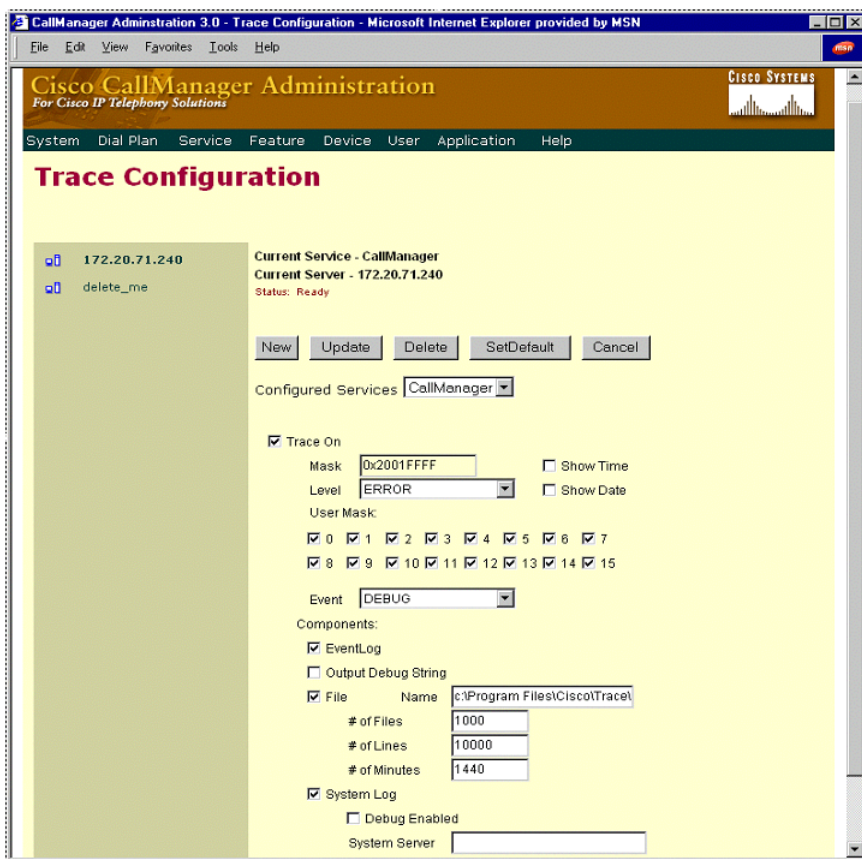 CallManager Adminstration 3.0 - Trace Configuration - Microsoft Internet Explorer provided by MSN
File Edit View Favorites Tools Help
msn
Cisco CallManager Administration
For Cisco IP Telephony Solutions
CISCO SYSTEMS
System Dial Plan Service Feature Device User Application Help
Trace Configuration
172.20.71.240
delete_me
Current Service - CallManager
Current Server - 172.20.71.240
Status: Ready
New Update Delete SetDefault Cancel
Configured Services CallManager
Trace On
Mask 0x2001FFFF Show Time
Level ERROR Show Date
User Mask:
0 1 2 3 4 5 6 7
8 9 10 11 12 13 14 15
Event DEBUG
Components:
EventLog
Output Debug String
File Name c:\Program Files\Cisco\Trace\
# of Files 1000
# of Lines 10000
# of Minutes 1440
System Log
Debug Enabled
System Server